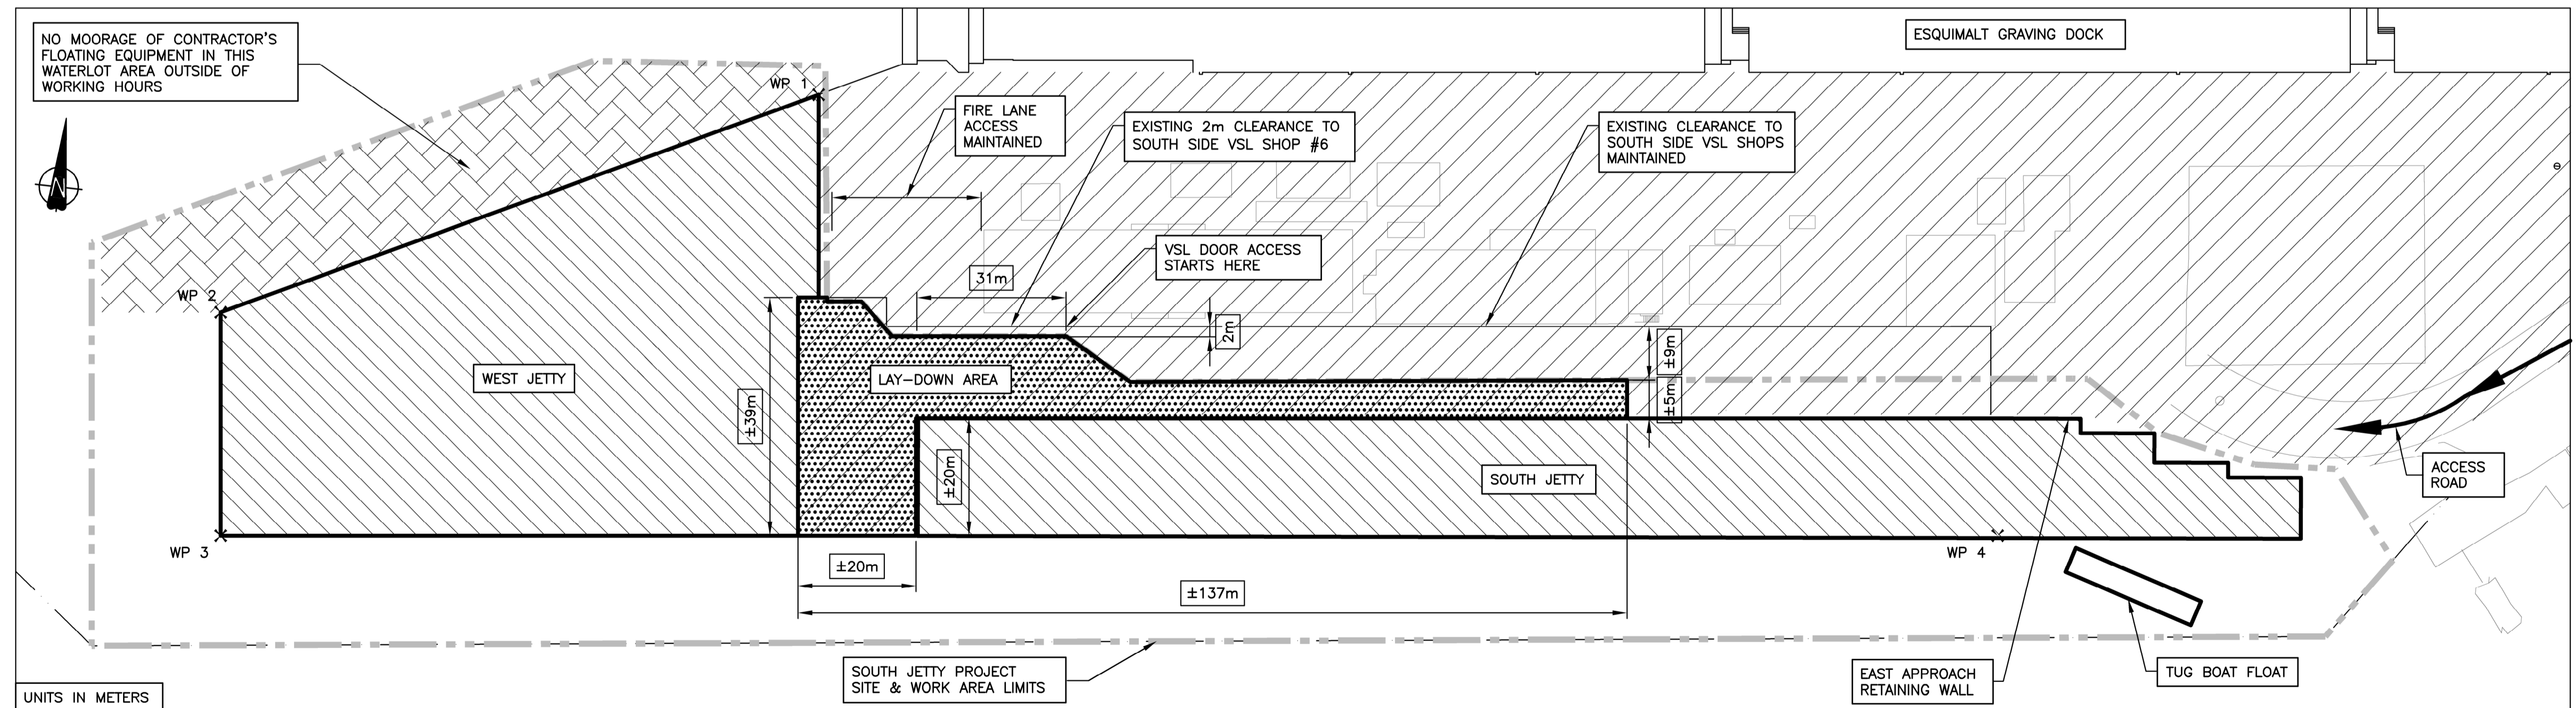 NO MOORAGE OF CONTRACTOR'S
FLOATING EQUIPMENT IN THIS
WATERLOT AREA OUTSIDE OF
WORKING HOURS
ESQUIMALT GRAVING DOCK
WP 1
FIRE LANE
ACCESS
MAINTAINED
EXISTING 2m CLEARANCE TO
SOUTH SIDE VSL SHOP #6
EXISTING CLEARANCE TO
SOUTH SIDE VSL SHOPS
MAINTAINED
N
VSL DOOR ACCESS
STARTS HERE
31m
WP 2
2m
±9m
WEST JETTY
LAY-DOWN AREA
±39m
±5m
±20m
SOUTH JETTY
ACCESS
ROAD
WP 3
WP 4
±20m
±137m
SOUTH JETTY PROJECT
SITE & WORK AREA LIMITS
EAST APPROACH
RETAINING WALL
TUG BOAT FLOAT
UNITS IN METERS